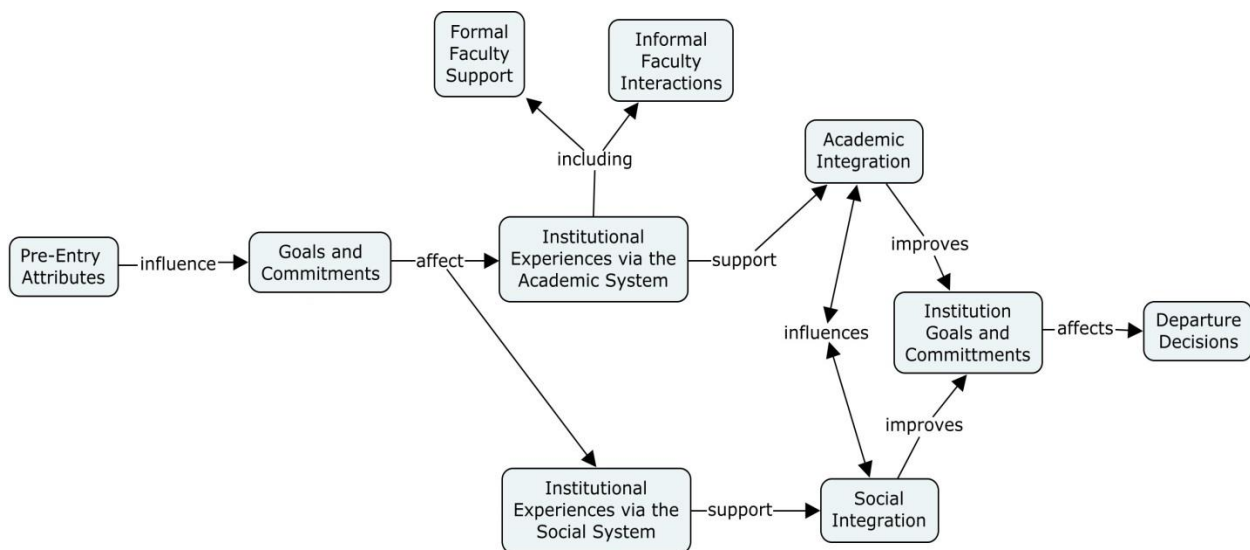 Formal
Faculty
Support
Informal
Faculty
Interactions
including
Academic
Integration
Pre-Entry
Attributes
influence
Goals and
Commitments
affect
Institutional
Experiences via the
Academic System
support
improves
influences
Institution
Goals and
Committments
affects
Departure
Decisions
improves
Institutional
Experiences via the
Social System
support
Social
Integration